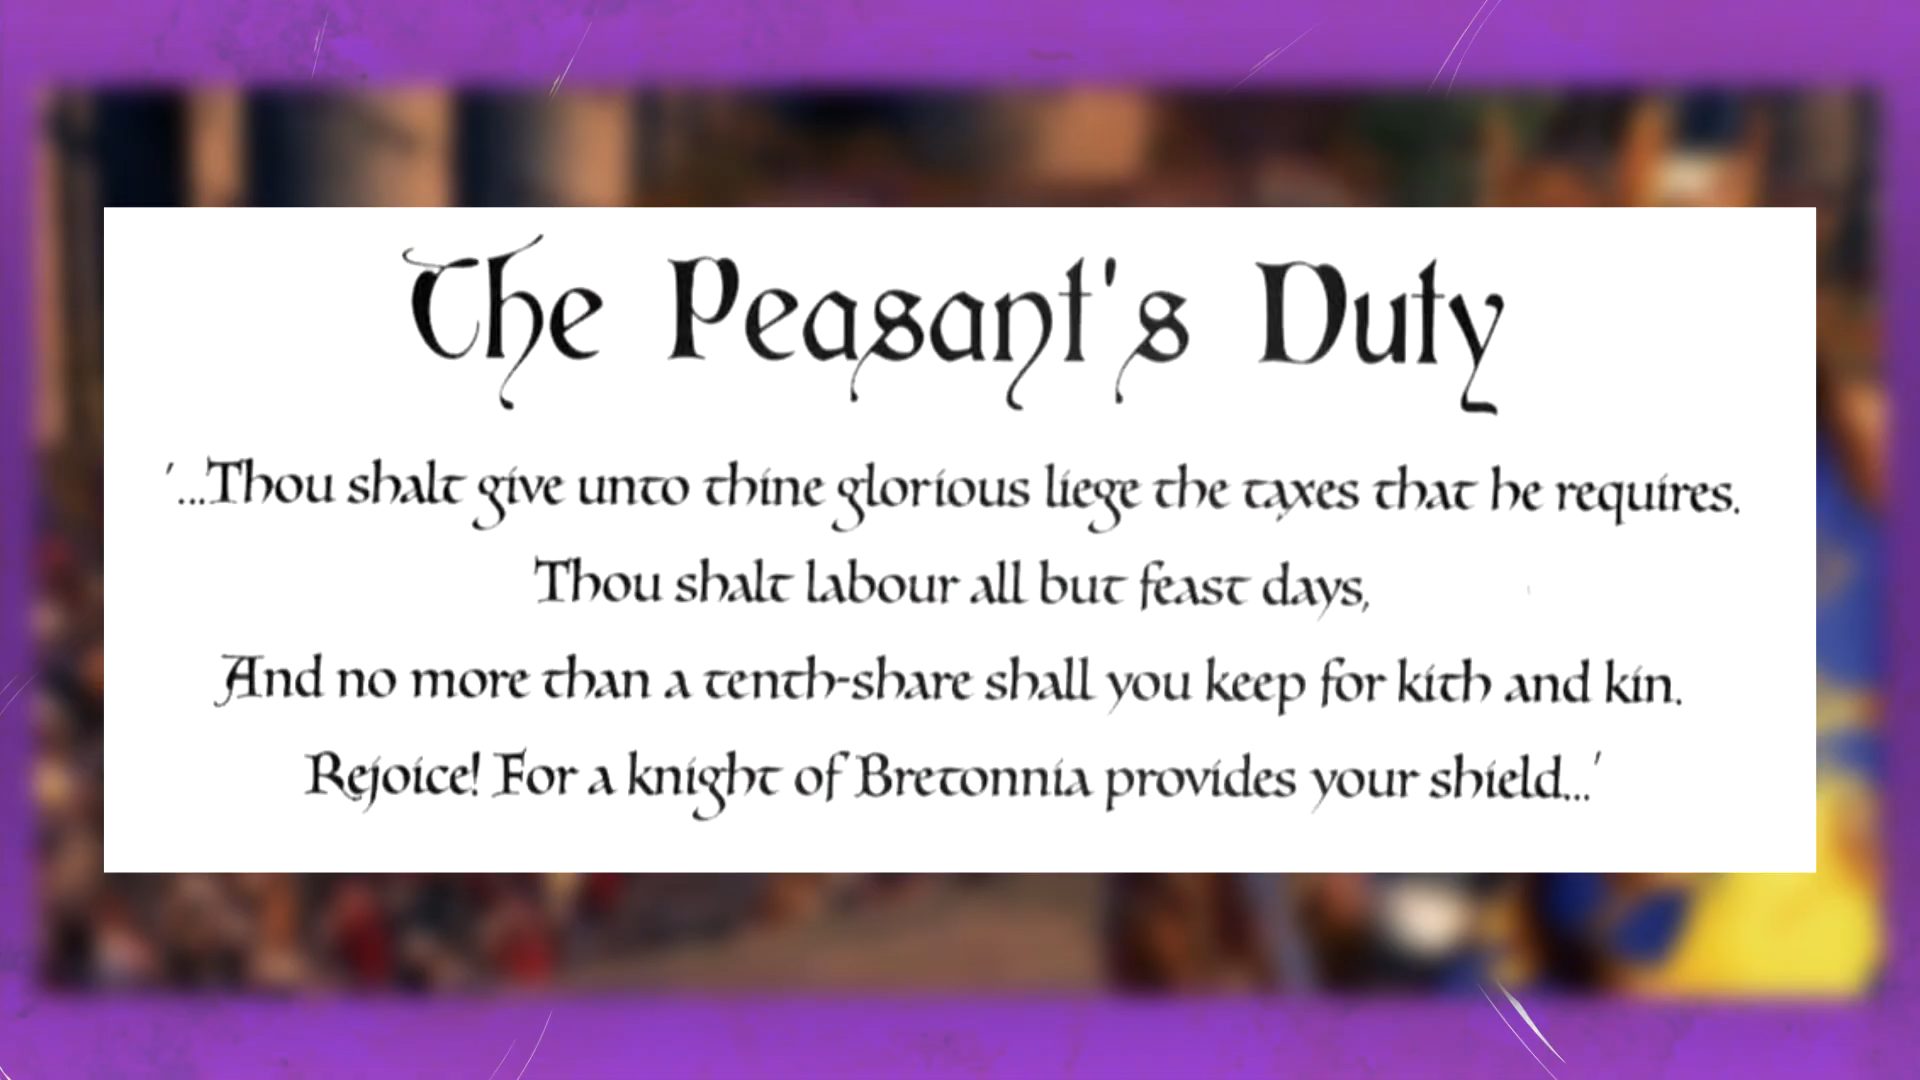 The Peasant's Duty
'...Thou shalt give unto thine glorious liege the taxes that he requires.
Thou shalt labour all but feast days,
And no more than a tenth-share shall you keep for kith and kin.
Rejoice! For a knight of Bretonnia provides your shield...'